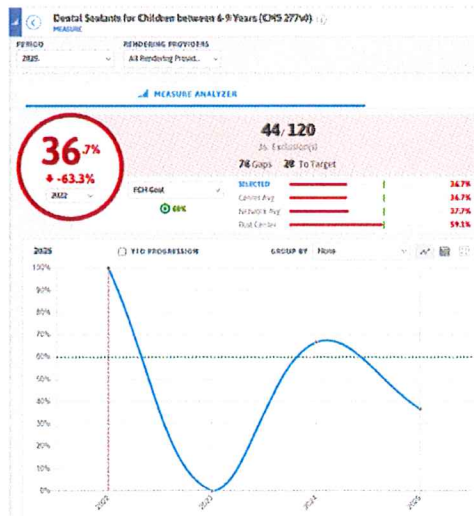 Dental Sealants for Children between 6-9 Years (CMS 277v0)
MEASURE
PERIOD RENDERING PROVIDERS
2025 All Rendering Provid...
MEASURE ANALYZER
36.7%
-63.3%
2022
44/120
Exclusion(s)
76 Gaps 28 To Target
PCH Goal
60%
SELECTED 36.7%
Center Avg 36.7%
Network Avg 37.7%
Best Center 59.1%
2025 YTD PROGRESSION GROUP BY None
100%
90%
80%
70%
60%
50%
40%
30%
20%
10%
0%
2022 2023 2024 2025